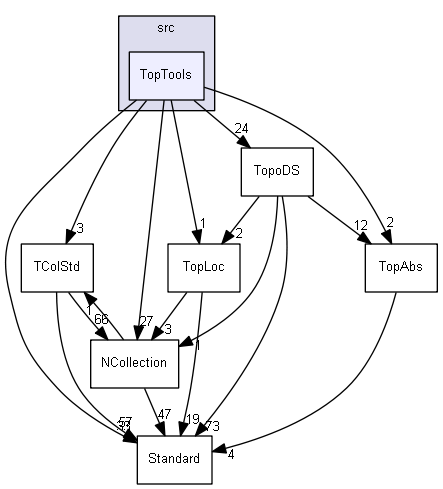 src
TopTools
24
TopoDS
3
1
2
12
2
TColStd
TopLoc
TopAbs
1
66
27
3
1
NCollection
57
47
19
73
4
Standard